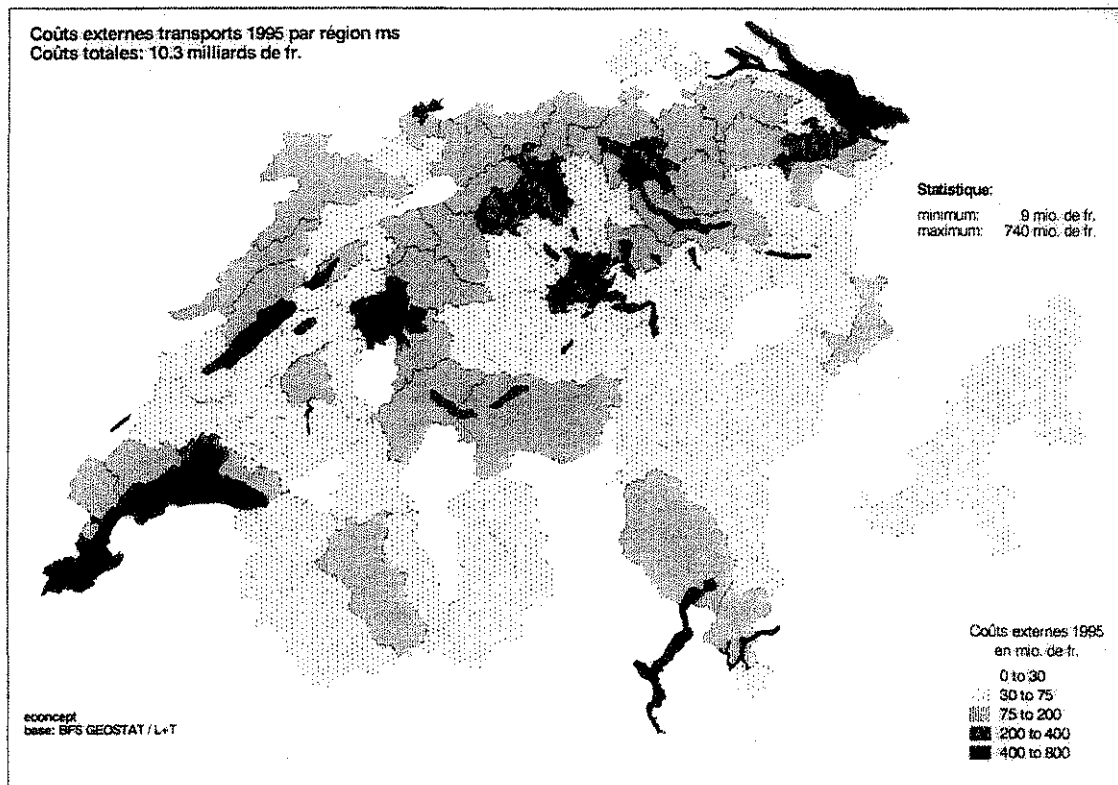 Coûts externes transports 1995 par région ms
Coûts totales: 10.3 milliards de fr.
Statistique:
minimum: 9 mio. de fr.
maximum: 740 mio. de fr.
Coûts externes 1995
en mio. de fr.
0 to 30
30 to 75
75 to 200
200 to 400
400 to 800
econcept
base: BFS GEOSTAT / L+T